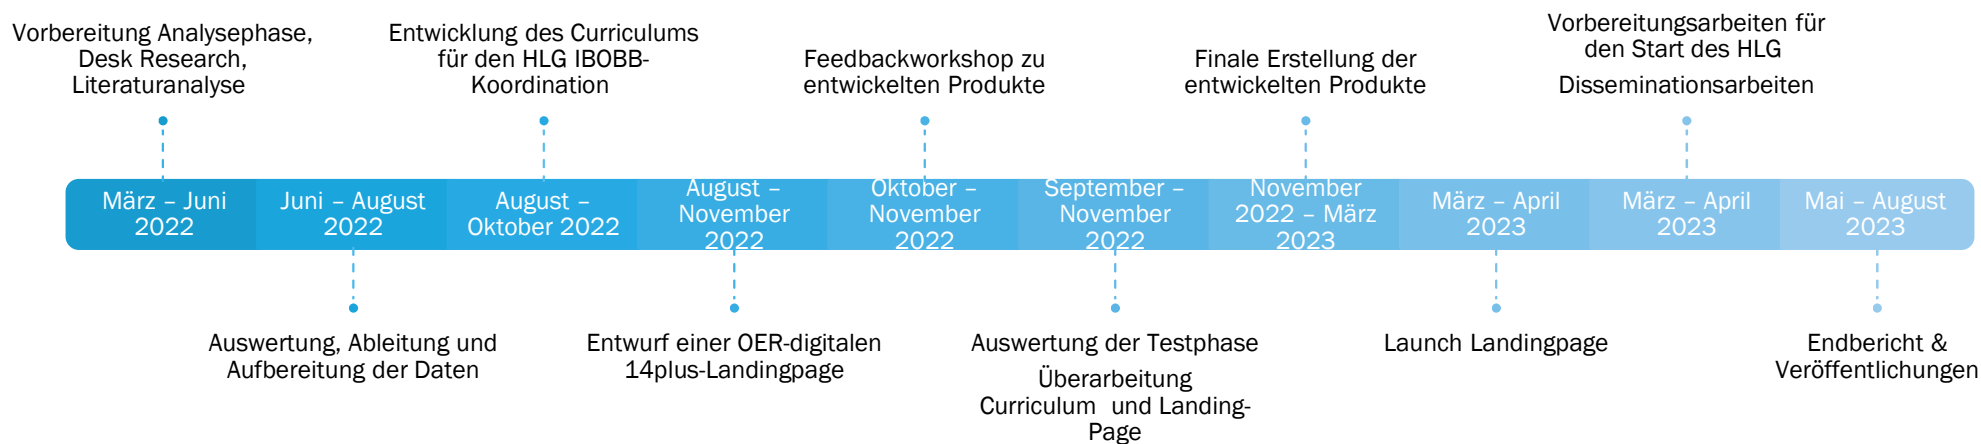 Vorbereitung Analysephase,
Desk Research,
Literaturanalyse
Entwicklung des Curriculums
für den HLG IBOBB-
Koordination
Feedbackworkshop zu
entwickelten Produkte
Finale Erstellung der
entwickelten Produkte
Vorbereitungsarbeiten für
den Start des HLG
Disseminationsarbeiten
März – Juni
2022
Juni – August
2022
August –
Oktober 2022
August –
November
2022
Oktober –
November
2022
September –
November
2022
November
2022 – März
2023
März – April
2023
März – April
2023
Mai – August
2023
Auswertung, Ableitung und
Aufbereitung der Daten
Entwurf einer OER-digitalen
14plus-Landingpage
Auswertung der Testphase
Überarbeitung
Curriculum  und Landing-
Page
Launch Landingpage
Endbericht &
Veröffentlichungen